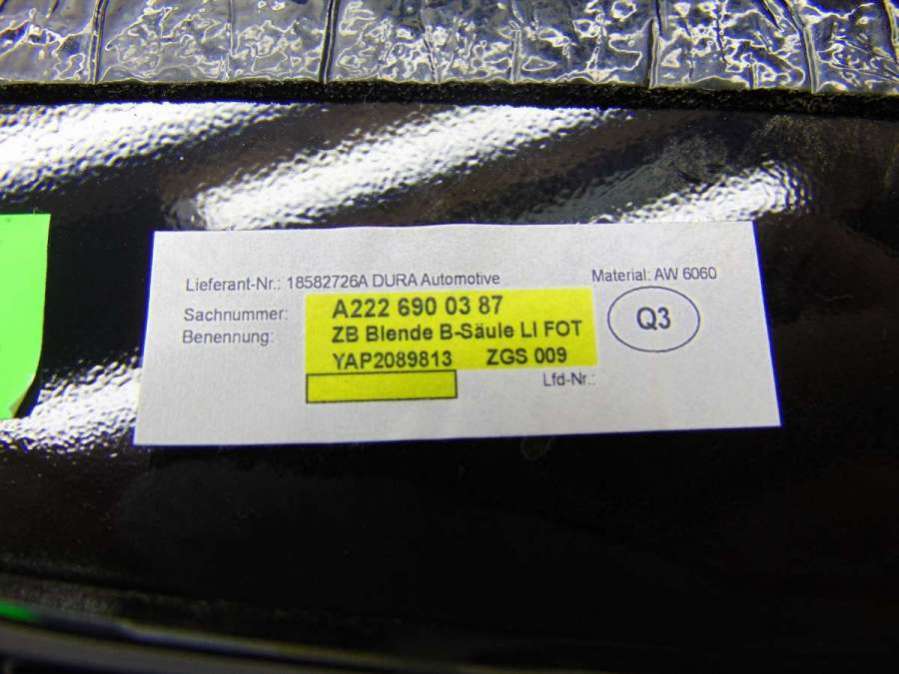 Lieferant-Nr.: 18582726A DURA Automotive Material: AW 6060
Sachnummer: A222 690 03 87 Q3
Benennung: ZB Blende B-Säule LI FOT
YAP2089813 ZGS 009
Lfd-Nr.: